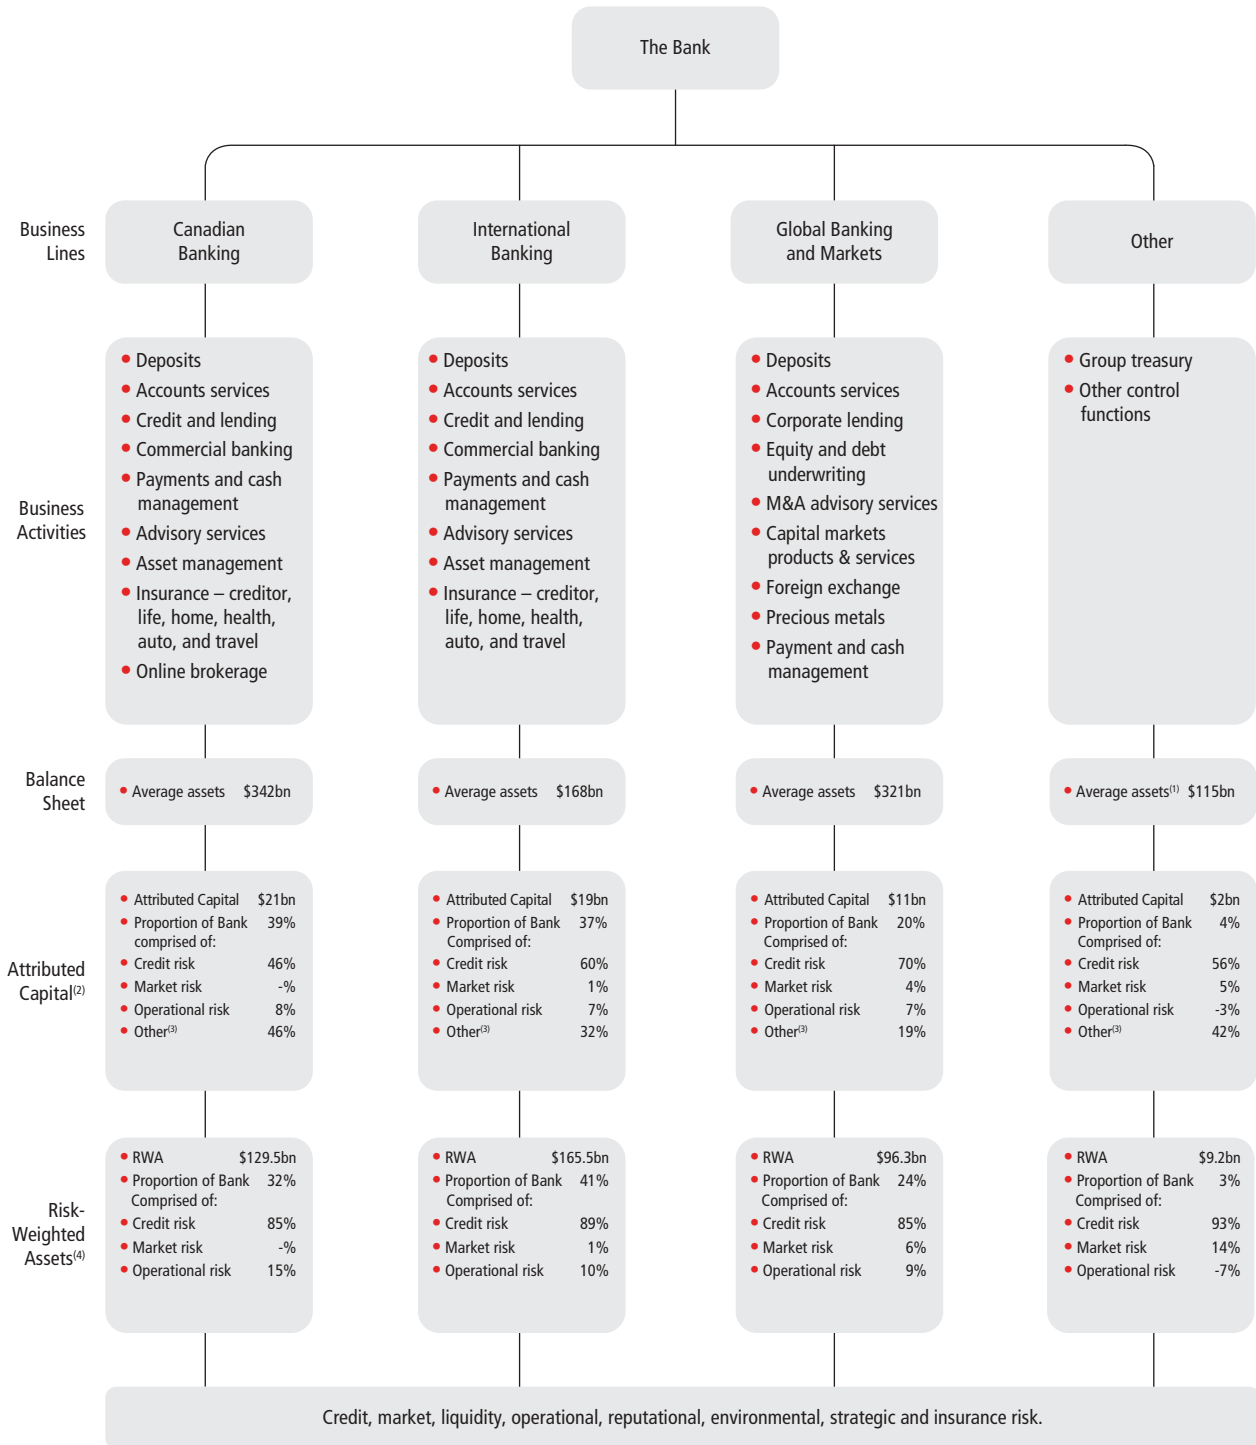 The Bank
Business
Lines
Canadian
Banking
International
Banking
Global Banking
and Markets
Other
Business
Activities
• Deposits
• Accounts services
• Credit and lending
• Commercial banking
• Payments and cash
management
• Advisory services
• Asset management
• Insurance – creditor,
life, home, health,
auto, and travel
• Online brokerage
• Deposits
• Accounts services
• Credit and lending
• Commercial banking
• Payments and cash
management
• Advisory services
• Asset management
• Insurance – creditor,
life, home, health,
auto, and travel
• Deposits
• Accounts services
• Corporate lending
• Equity and debt
underwriting
• M&A advisory services
• Capital markets
products & services
• Foreign exchange
• Precious metals
• Payment and cash
management
• Group treasury
• Other control
functions
Balance
Sheet
• Average assets $342bn
• Average assets $168bn
• Average assets $321bn
• Average assets(1) $115bn
Attributed
Capital(2)
• Attributed Capital $21bn
• Proportion of Bank 39%
comprised of:
• Credit risk 46%
• Market risk -%
• Operational risk 8%
• Other(3) 46%
• Attributed Capital $19bn
• Proportion of Bank 37%
Comprised of:
• Credit risk 60%
• Market risk 1%
• Operational risk 7%
• Other(3) 32%
• Attributed Capital $11bn
• Proportion of Bank 20%
Comprised of:
• Credit risk 70%
• Market risk 4%
• Operational risk 7%
• Other(3) 19%
• Attributed Capital $2bn
• Proportion of Bank 4%
Comprised of:
• Credit risk 56%
• Market risk 5%
• Operational risk -3%
• Other(3) 42%
Risk-
Weighted
Assets(4)
• RWA $129.5bn
• Proportion of Bank 32%
Comprised of:
• Credit risk 85%
• Market risk -%
• Operational risk 15%
• RWA $165.5bn
• Proportion of Bank 41%
Comprised of:
• Credit risk 89%
• Market risk 1%
• Operational risk 10%
• RWA $96.3bn
• Proportion of Bank 24%
Comprised of:
• Credit risk 85%
• Market risk 6%
• Operational risk 9%
• RWA $9.2bn
• Proportion of Bank 3%
Comprised of:
• Credit risk 93%
• Market risk 14%
• Operational risk -7%
Credit, market, liquidity, operational, reputational, environmental, strategic and insurance risk.